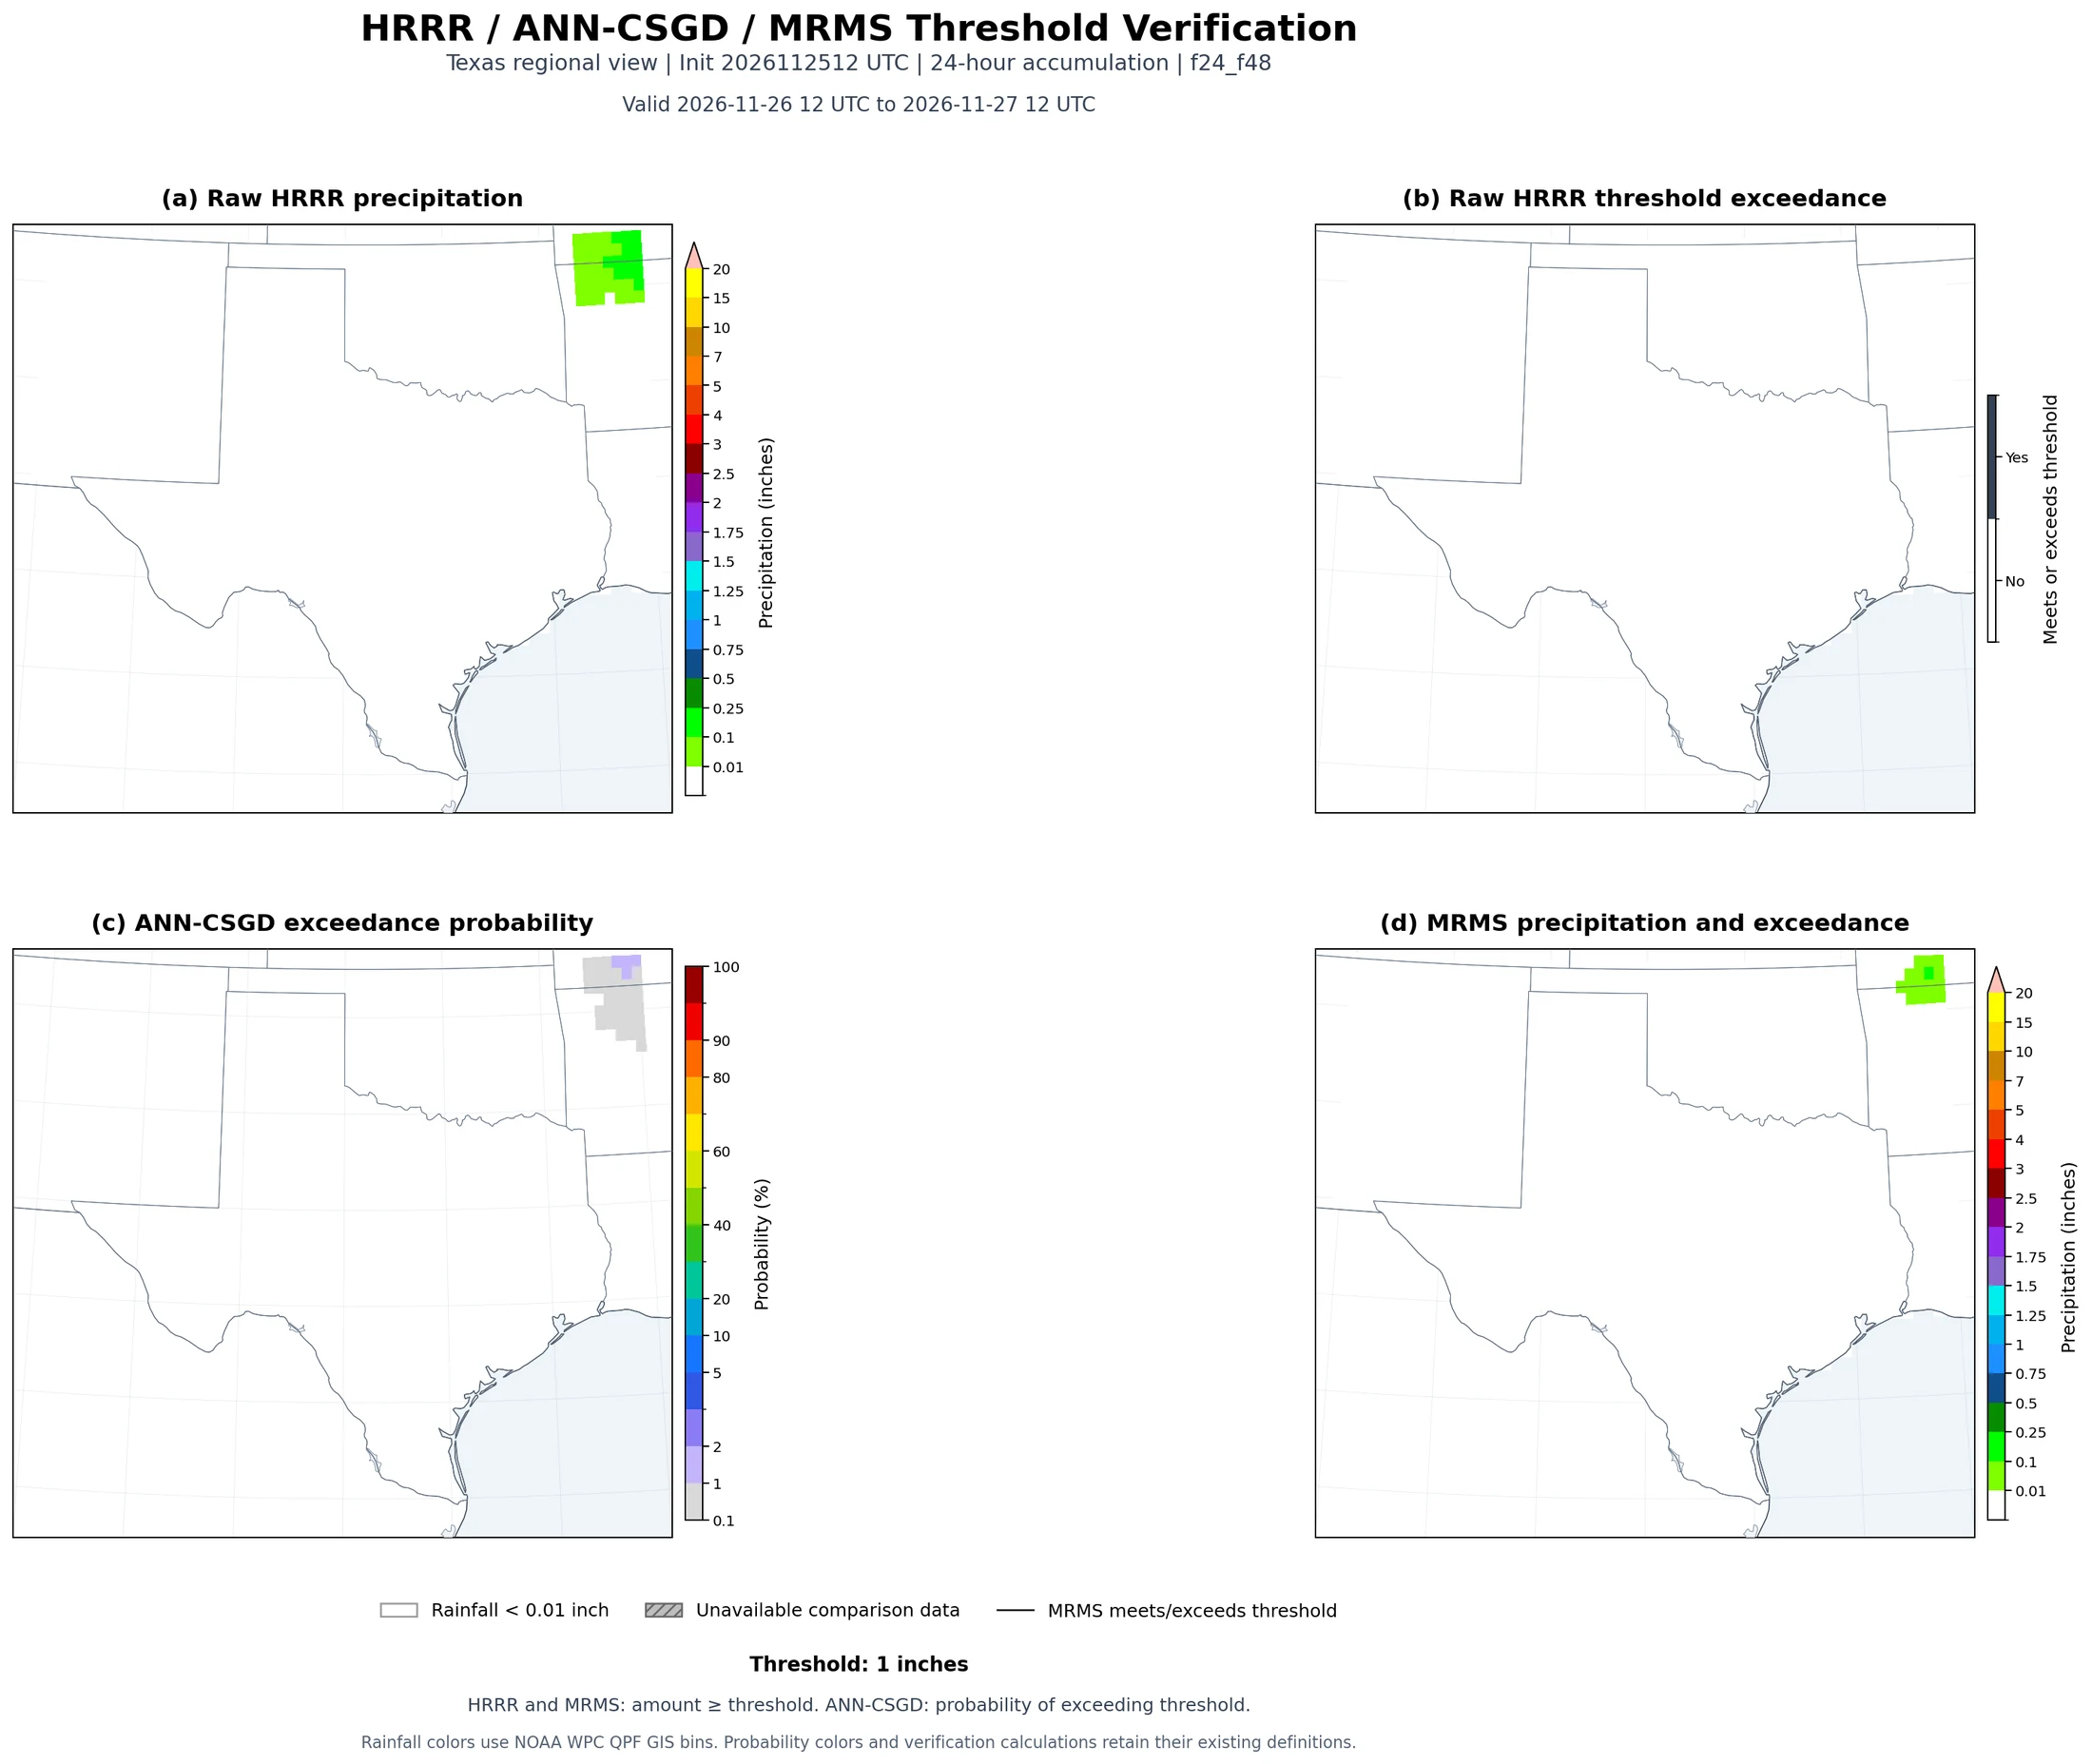 HRRR / ANN-CSGD / MRMS Threshold Verification
Texas regional view | Init 2026112512 UTC | 24-hour accumulation | f24_f48
Valid 2026-11-26 12 UTC to 2026-11-27 12 UTC
(a) Raw HRRR precipitation
20
15
10
7
5
4
3
2.5
2
1.75
1.5
1.25
1
0.75
0.5
0.25
0.1
0.01
Precipitation (inches)
(b) Raw HRRR threshold exceedance
Yes
No
Meets or exceeds threshold
(c) ANN-CSGD exceedance probability
100
90
80
60
40
20
10
5
2
1
0.1
Probability (%)
(d) MRMS precipitation and exceedance
20
15
10
7
5
4
3
2.5
2
1.75
1.5
1.25
1
0.75
0.5
0.25
0.1
0.01
Precipitation (inches)
Rainfall < 0.01 inch
Unavailable comparison data
MRMS meets/exceeds threshold
Threshold: 1 inches
HRRR and MRMS: amount ≥ threshold. ANN-CSGD: probability of exceeding threshold.
Rainfall colors use NOAA WPC QPF GIS bins. Probability colors and verification calculations retain their existing definitions.